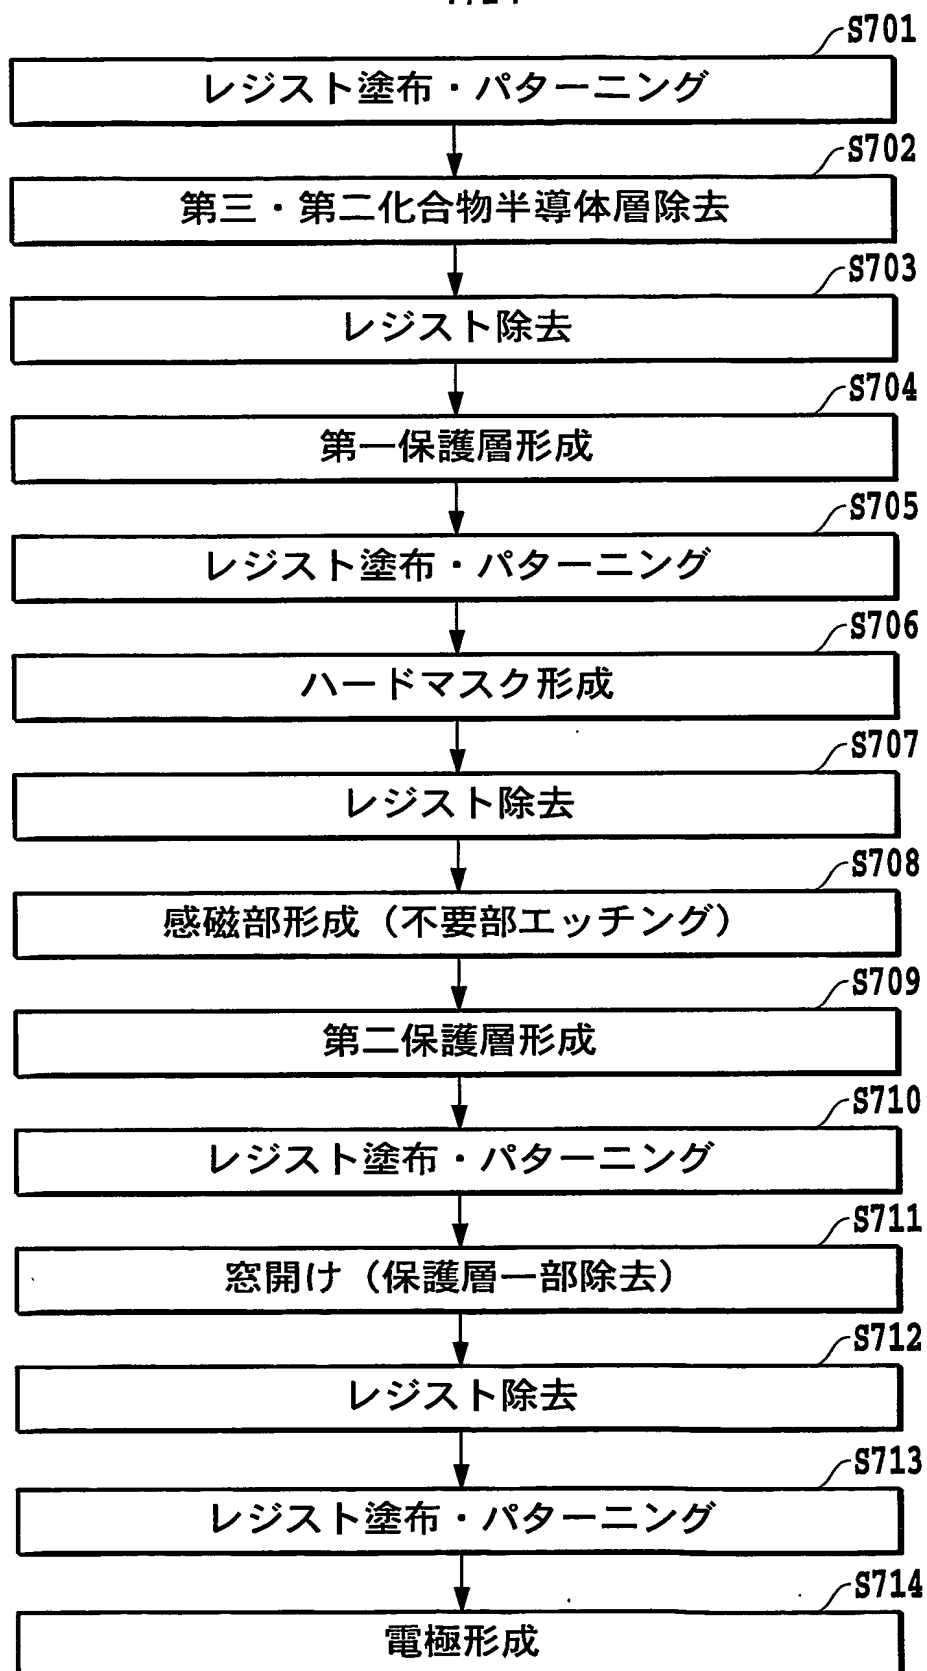 S701
レジスト塗布・パターニング
S702
第三・第二化合物半導体層除去
S703
レジスト除去
S704
第一保護層形成
S705
レジスト塗布・パターニング
S706
ハードマスク形成
S707
レジスト除去
S708
感磁部形成（不要部エッチング）
S709
第二保護層形成
S710
レジスト塗布・パターニング
S711
窓開け（保護層一部除去）
S712
レジスト除去
S713
レジスト塗布・パターニング
S714
電極形成